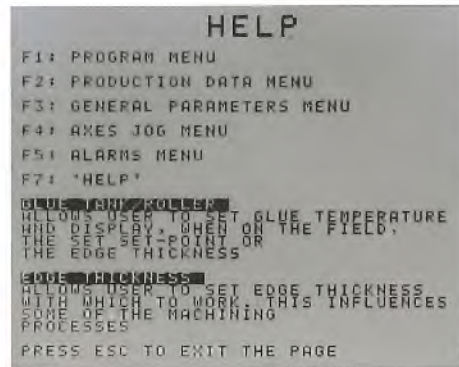 HELP
F1: PROGRAM MENU
F2: PRODUCTION DATA MENU
F3: GENERAL PARAMETERS MENU
F4: AXES JOG MENU
F5: ALARMS MENU
F7: "HELP"
GLUE TANK/ROLLER
ALLOWS USER TO SET GLUE TEMPERATURE
AND DISPLAY, WHEN ON THE FIELD,
THE SET SET-POINT OR
THE EDGE THICKNESS
EDGE THICKNESS
ALLOWS USER TO SET EDGE THICKNESS
WITH WHICH TO WORK. THIS INFLUENCES
SOME OF THE MACHINING
PROCESSES
PRESS ESC TO EXIT THE PAGE